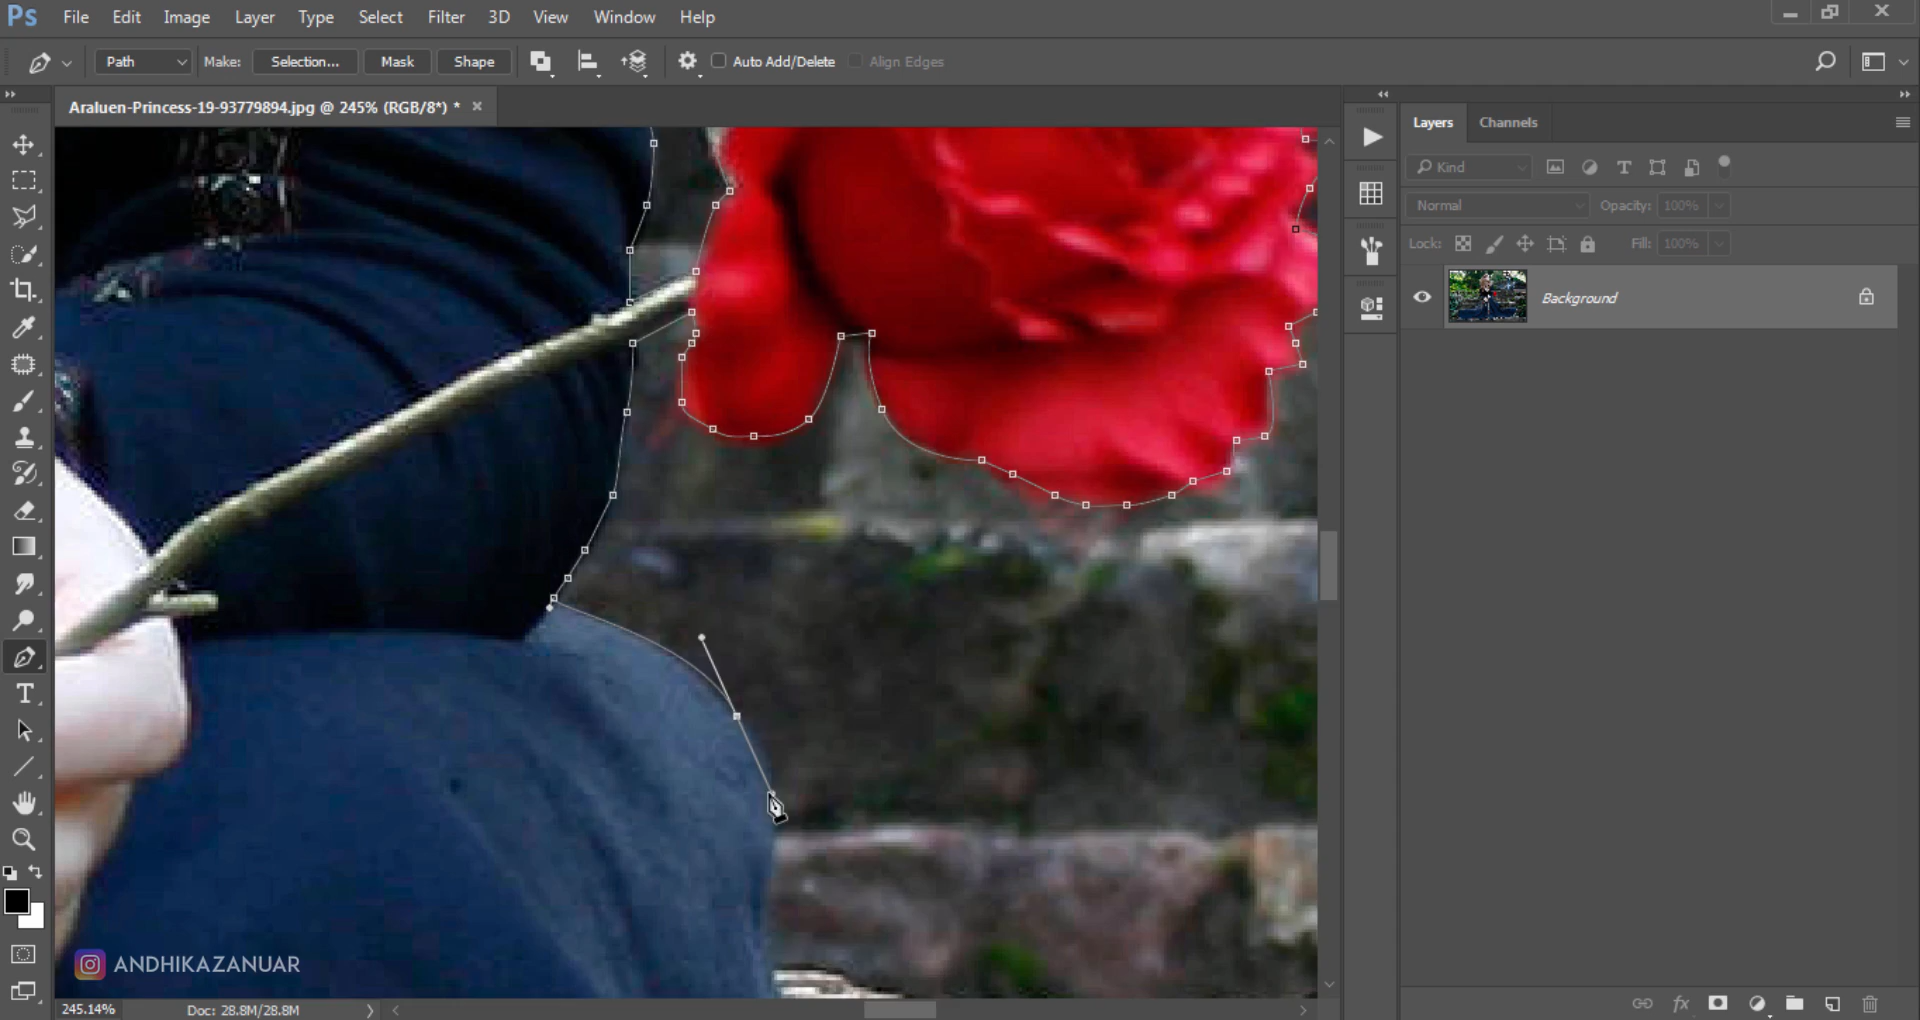 Ps File Edit Image Layer Type Select Filter 3D View Window Help
Path Make: Selection... Mask Shape Auto Add/Delete Align Edges
Araluen-Princess-19-93779894.jpg @ 245% (RGB/8*) *
Layers Channels
Kind
Normal Opacity: 100%
Lock: Fill: 100%
Background
ANDHIKAZANUAR
245.14% Doc: 28.8M/28.8M